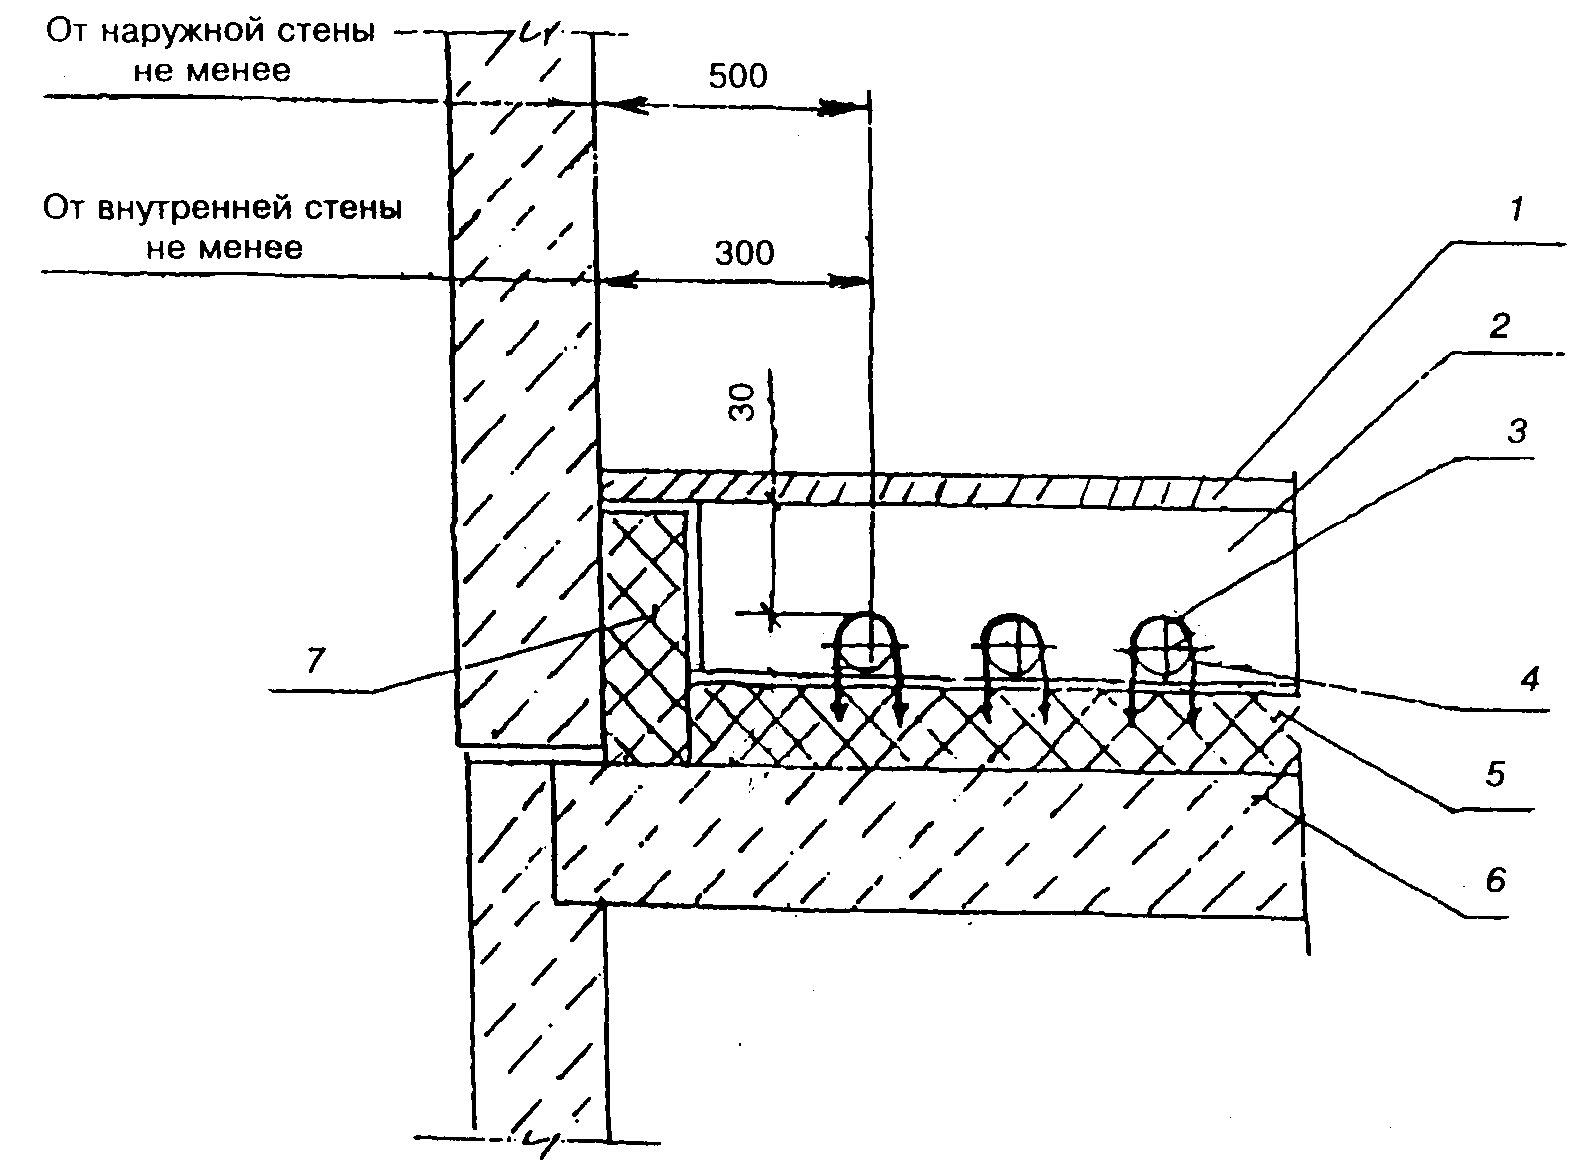 От наружной стены
не менее
500
От внутренней стены
не менее
300
1
2
30
3
7
4
5
6